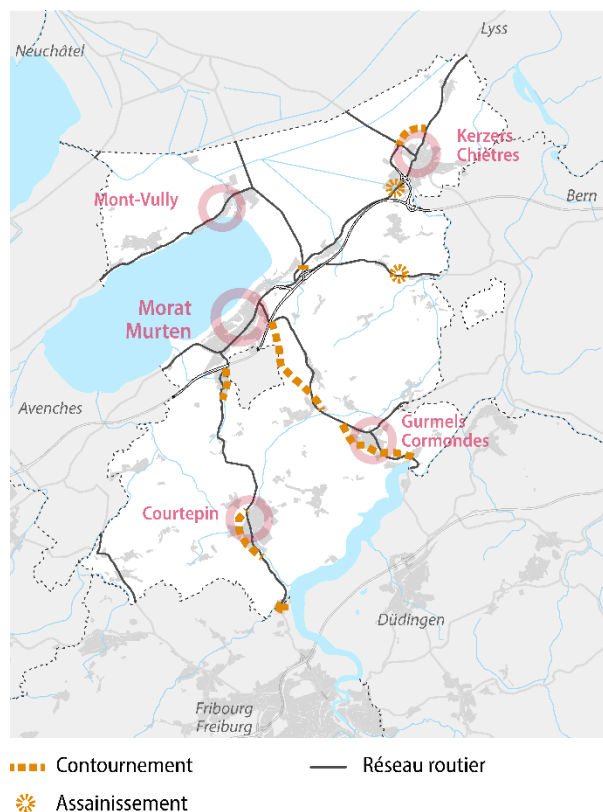 Neuchâtel
Lyss
Kerzers
Chiètres
Mont-Vully
Bern
Morat
Murten
Avenches
Gurmels
Cormondes
Courtepin
Düdingen
Fribourg
Freiburg
Contournement
Réseau routier
Assainissement